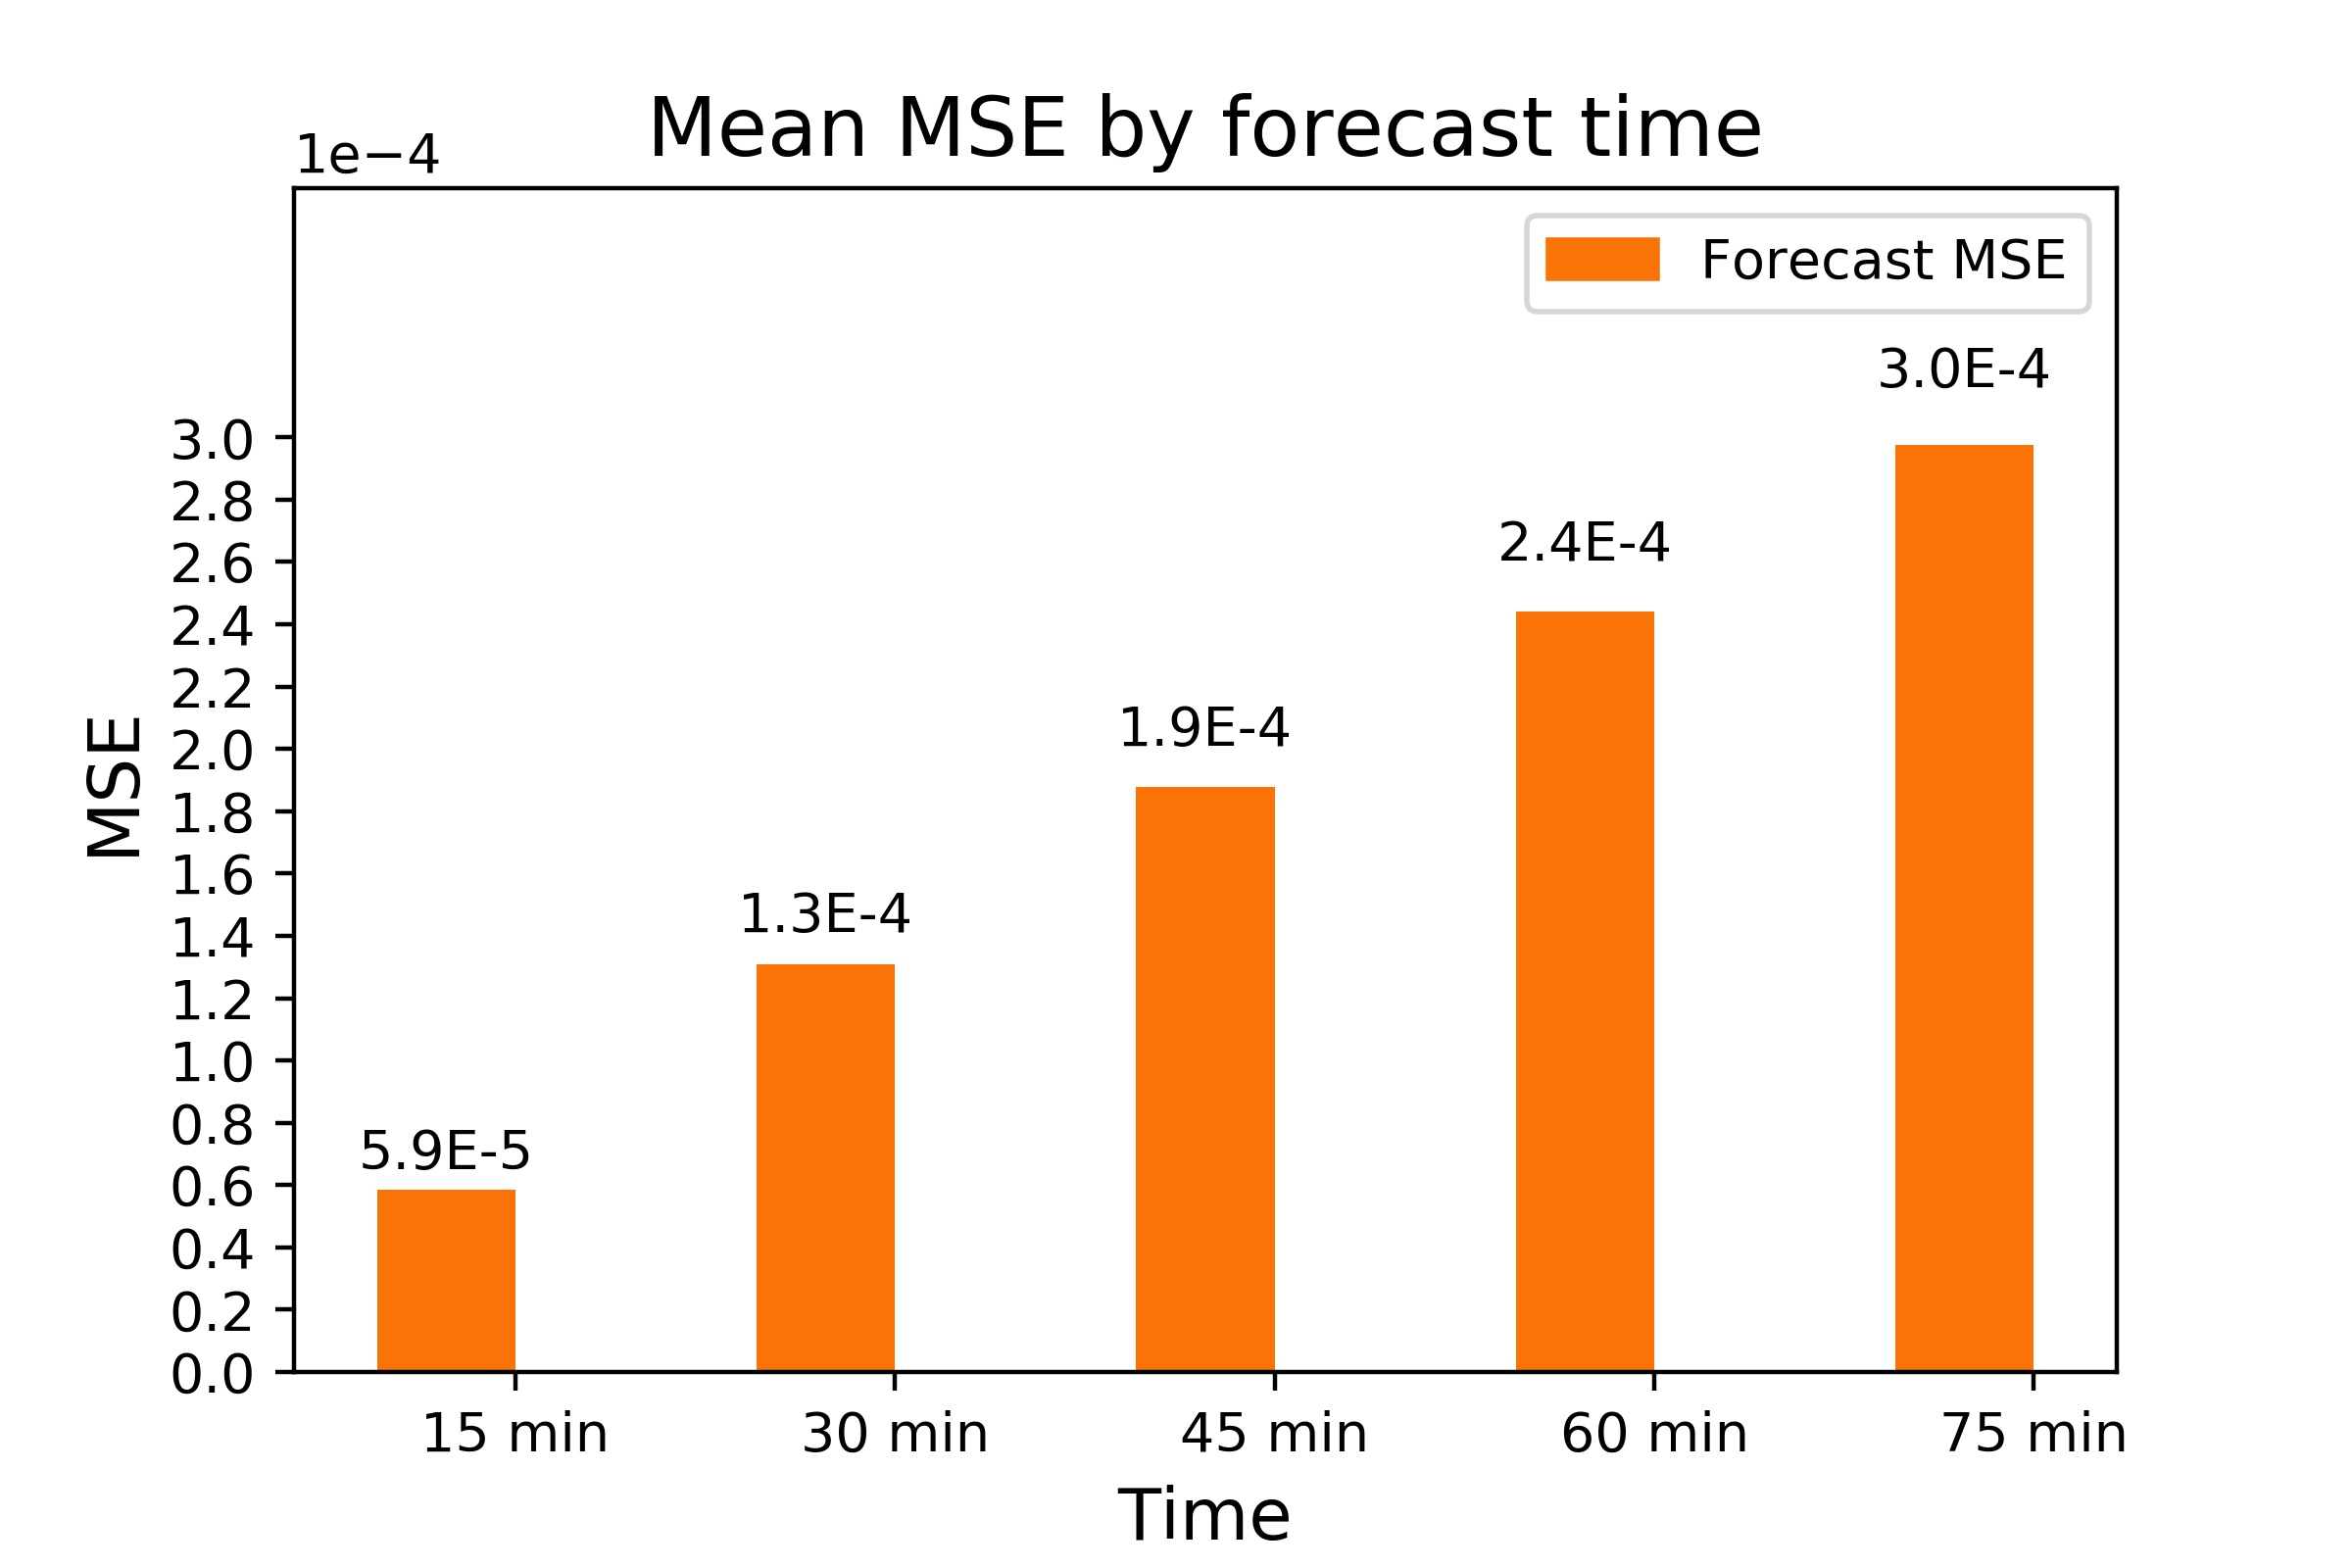 Mean MSE by forecast time
1e−4
Forecast MSE
3.0E-4
3.0
2.8
2.6
2.4E-4
2.4
2.2
2.0
1.9E-4
1.8
1.6
1.4
1.3E-4
1.2
1.0
0.8
5.9E-5
0.6
0.4
0.2
0.0
MSE
15 min 30 min 45 min 60 min 75 min
Time